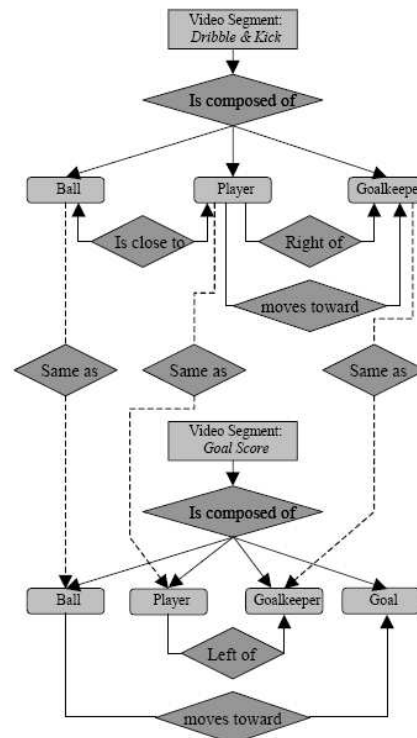 Video Segment:
Dribble & Kick
Is composed of
Ball
Player
Goalkeeper
Is close to
Right of
moves toward
Same as
Same as
Same as
Video Segment:
Goal Score
Is composed of
Ball
Player
Goalkeeper
Goal
Left of
moves toward